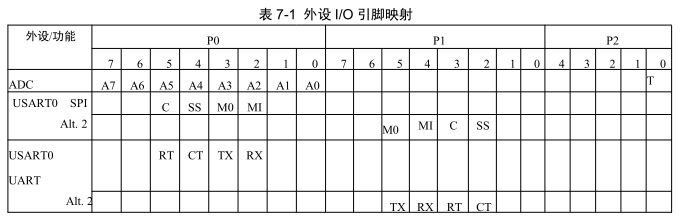 表 7-1 外设 I/O 引脚映射
外设/功能 P0 P1 P2
7 6 5 4 3 2 1 0 7 6 5 4 3 2 1 0 4 3 2 1 0
ADC A7 A6 A5 A4 A3 A2 A1 A0 T
USART0 SPI C SS M0 MI
Alt. 2 M0 MI C SS
USART0 RT CT TX RX
UART
Alt. 2 TX RX RT CT